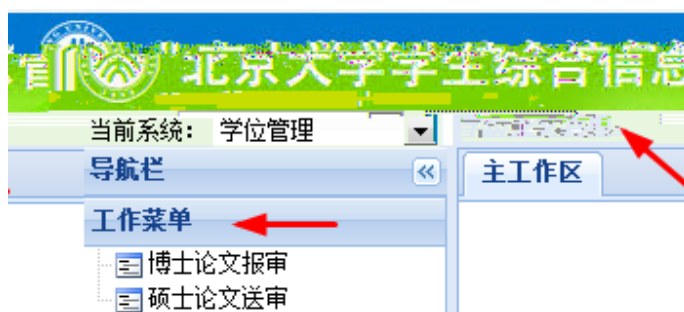 北京大学学生综合信息
当前系统： 学位管理
导航栏
主工作区
工作菜单
博士论文报审
硕士论文送审